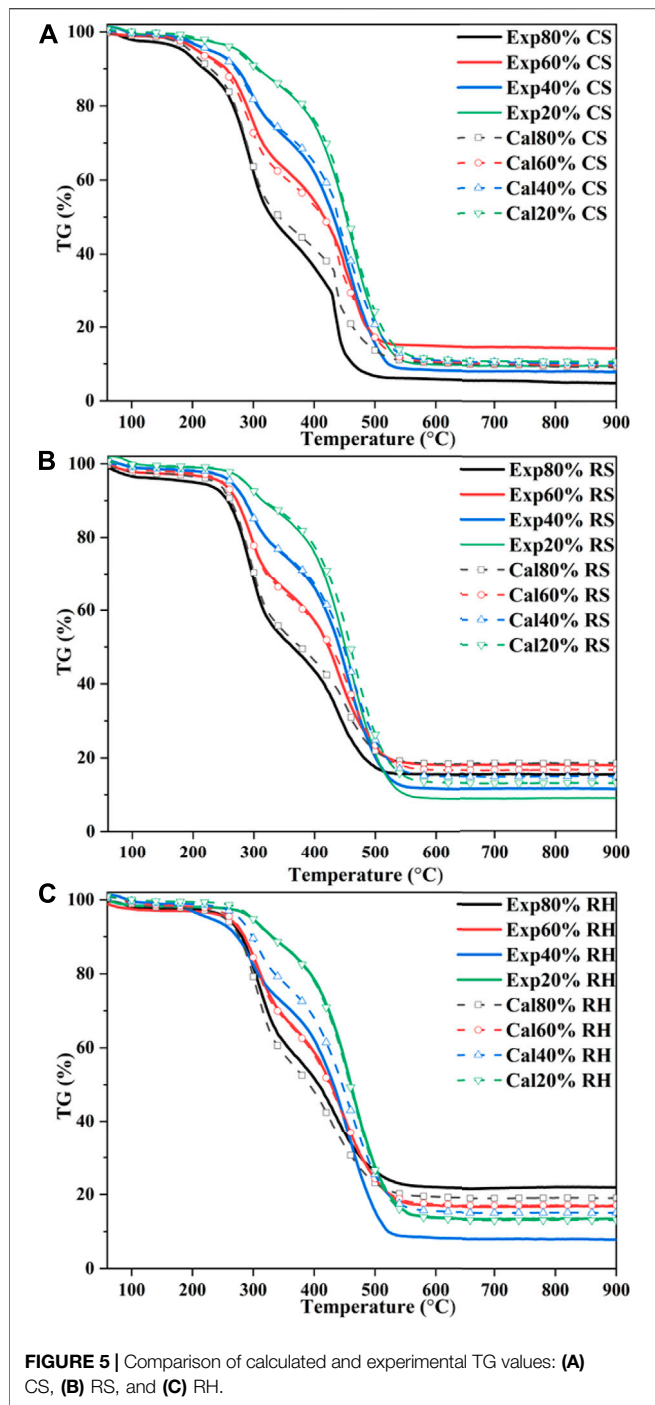 A
TG (%)
100
80
60
40
20
0
Exp80% CS
Exp60% CS
Exp40% CS
Exp20% CS
Cal80% CS
Cal60% CS
Cal40% CS
Cal20% CS
100 200 300 400 500 600 700 800 900
Temperature (°C)
B
TG (%)
100
80
60
40
20
0
Exp80% RS
Exp60% RS
Exp40% RS
Exp20% RS
Cal80% RS
Cal60% RS
Cal40% RS
Cal20% RS
100 200 300 400 500 600 700 800 900
Temperature (°C)
C
TG (%)
100
80
60
40
20
0
Exp80% RH
Exp60% RH
Exp40% RH
Exp20% RH
Cal80% RH
Cal60% RH
Cal40% RH
Cal20% RH
100 200 300 400 500 600 700 800 900
Temperature (°C)
FIGURE 5 | Comparison of calculated and experimental TG values: (A)
CS, (B) RS, and (C) RH.